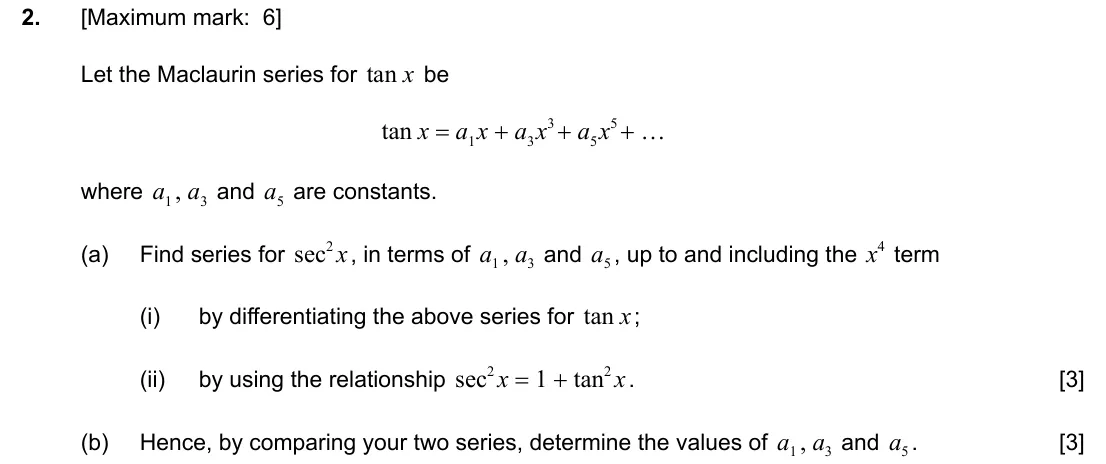 2. [Maximum mark: 6]
Let the Maclaurin series for tan x be
tan x = a₁x + a₃x³ + a₅x⁵ + …
where a₁, a₃ and a₅ are constants.
(a) Find series for sec²x, in terms of a₁, a₃ and a₅, up to and including the x⁴ term
(i) by differentiating the above series for tan x;
(ii) by using the relationship sec²x = 1 + tan²x. [3]
(b) Hence, by comparing your two series, determine the values of a₁, a₃ and a₅. [3]